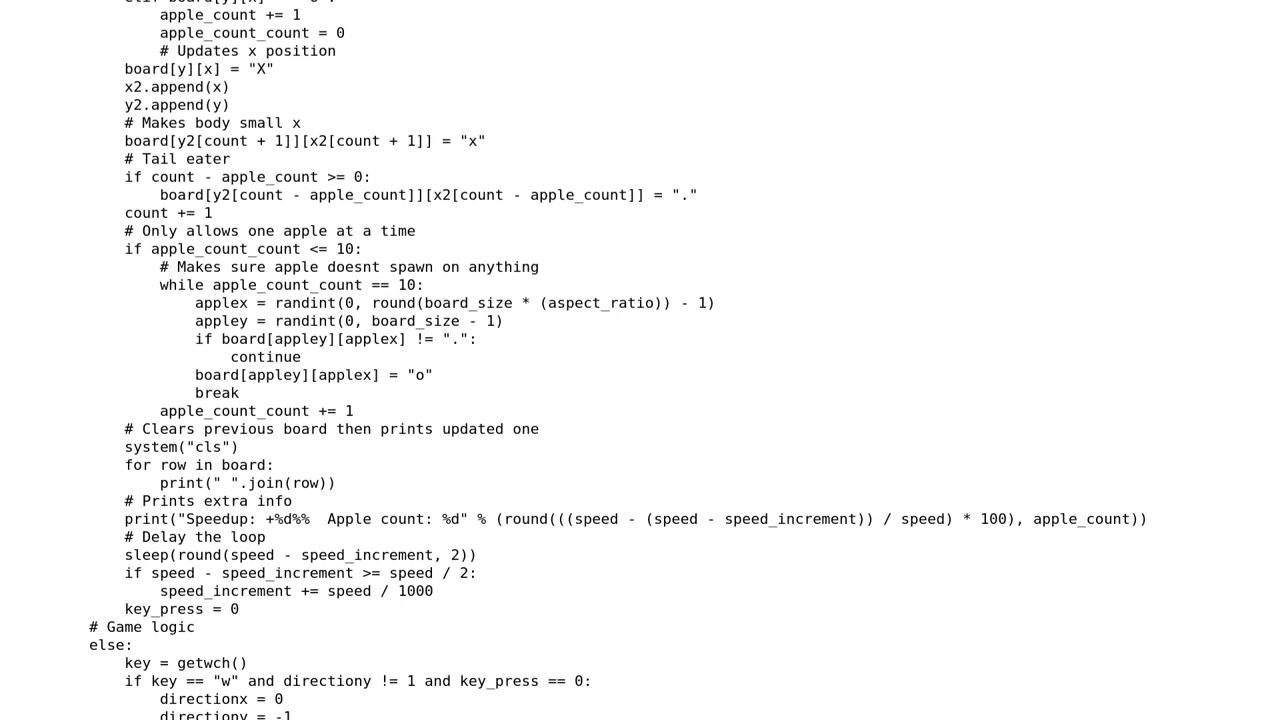 apple_count += 1
apple_count_count = 0
# Updates x position
board[y][x] = "X"
x2.append(x)
y2.append(y)
# Makes body small x
board[y2[count + 1]][x2[count + 1]] = "x"
# Tail eater
if count - apple_count >= 0:
board[y2[count - apple_count]][x2[count - apple_count]] = "."
count += 1
# Only allows one apple at a time
if apple_count_count <= 10:
# Makes sure apple doesnt spawn on anything
while apple_count_count == 10:
applex = randint(0, round(board_size * (aspect_ratio)) - 1)
appley = randint(0, board_size - 1)
if board[appley][applex] != ".":
continue
board[appley][applex] = "o"
break
apple_count_count += 1
# Clears previous board then prints updated one
system("cls")
for row in board:
print(" ".join(row))
# Prints extra info
print("Speedup: +%d%%  Apple count: %d" % (round(((speed - (speed - speed_increment)) / speed) * 100), apple_count))
# Delay the loop
sleep(round(speed - speed_increment, 2))
if speed - speed_increment >= speed / 2:
speed_increment += speed / 1000
key_press = 0
# Game logic
else:
key = getwch()
if key == "w" and directiony != 1 and key_press == 0:
directionx = 0
directiony = -1